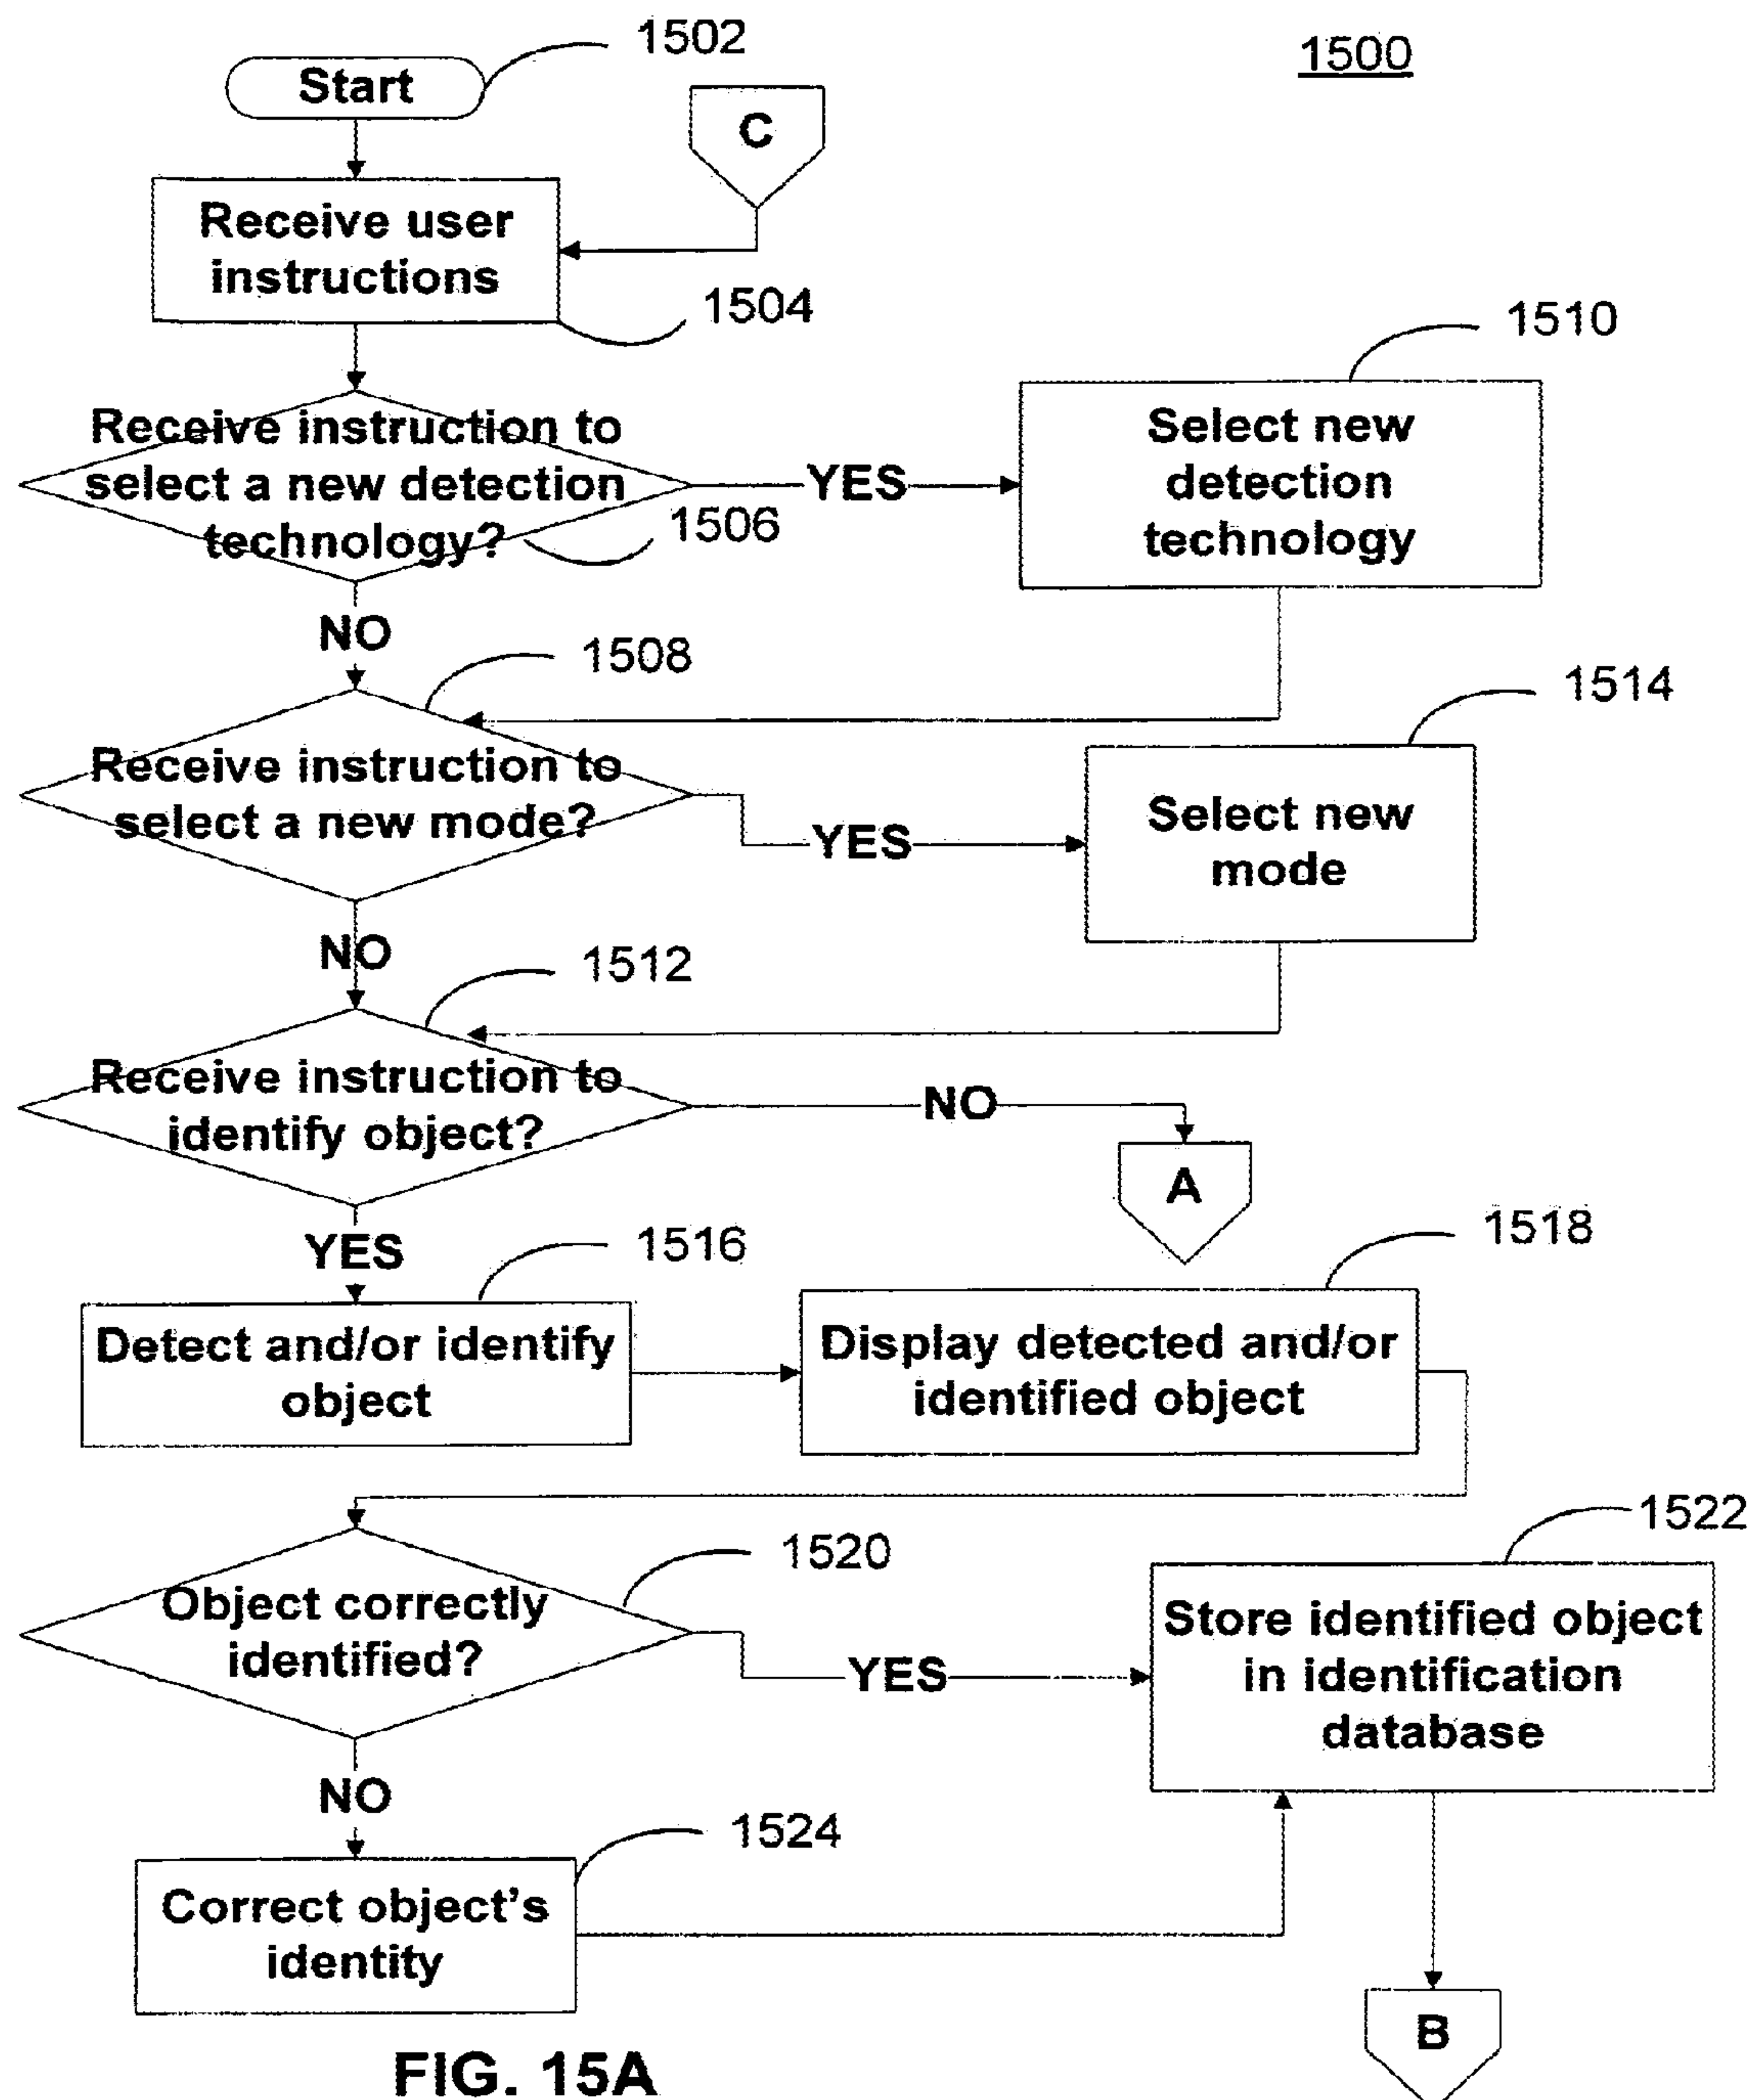 1502
1500
Start
C
Receive user
instructions
1504
1510
Receive instruction to
select a new detection
technology?
1506
YES
Select new
detection
technology
NO
1508
1514
Receive instruction to
select a new mode?
YES
Select new
mode
NO
1512
Receive instruction to
identify object?
NO
A
YES
1516
1518
Detect and/or identify
object
Display detected and/or
identified object
1520
1522
Object correctly
identified?
YES
Store identified object
in identification
database
NO
1524
Correct object's
identity
B
FIG. 15A